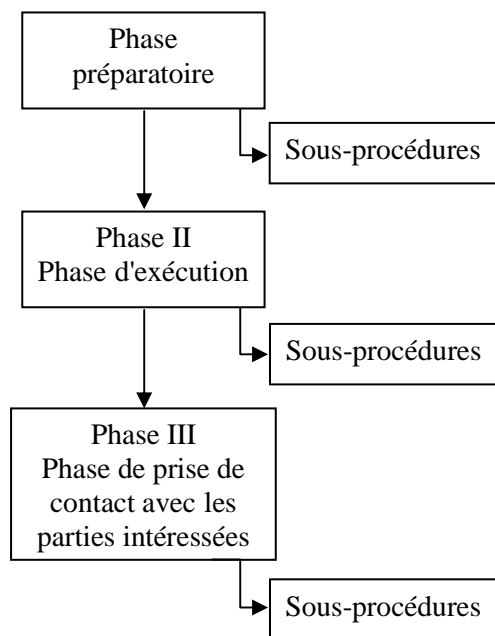 Phase
préparatoire
Sous-procédures
Phase II
Phase d'exécution
Sous-procédures
Phase III
Phase de prise de
contact avec les
parties intéressées
Sous-procédures